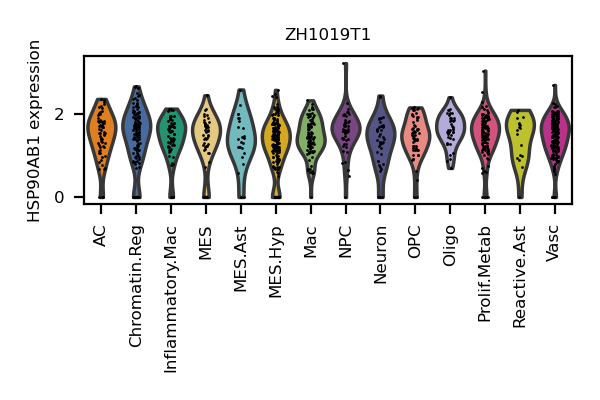 ZH1019T1
HSP90AB1 expression
2
0
AC
Chromatin.Reg
Inflammatory.Mac
MES
MES.Ast
MES.Hyp
Mac
NPC
Neuron
OPC
Oligo
Prolif.Metab
Reactive.Ast
Vasc